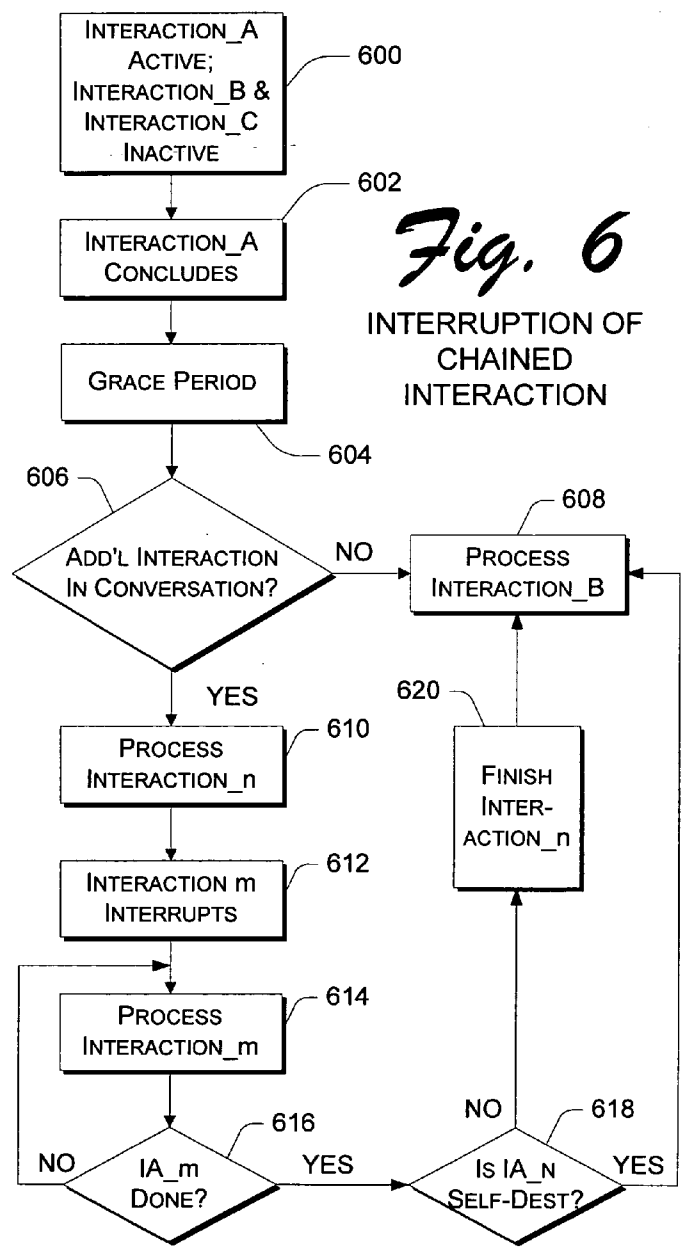 INTERACTION_A
ACTIVE;
INTERACTION_B &
INTERACTION_C
INACTIVE
600
602
INTERACTION_A
CONCLUDES
Fig. 6
INTERRUPTION OF
CHAINED
INTERACTION
GRACE PERIOD
604
606
ADD'L INTERACTION
IN CONVERSATION?
NO
608
PROCESS
INTERACTION_B
YES
610
PROCESS
INTERACTION_n
620
FINISH
INTER-
ACTION_n
612
INTERACTION m
INTERRUPTS
614
PROCESS
INTERACTION_m
616
NO
IA_m
DONE?
YES
NO
618
IS IA_N
SELF-DEST?
YES